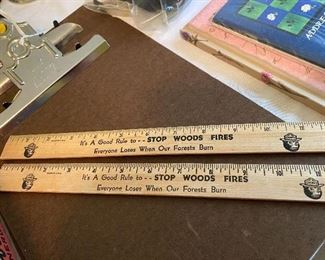 ADDRE
It's A Good Rule to -- STOP WOODS FIRES
Everyone Loses When Our Forests Burn
It's A Good Rule to -- STOP WOODS FIRES
Everyone Loses When Our Forests Burn